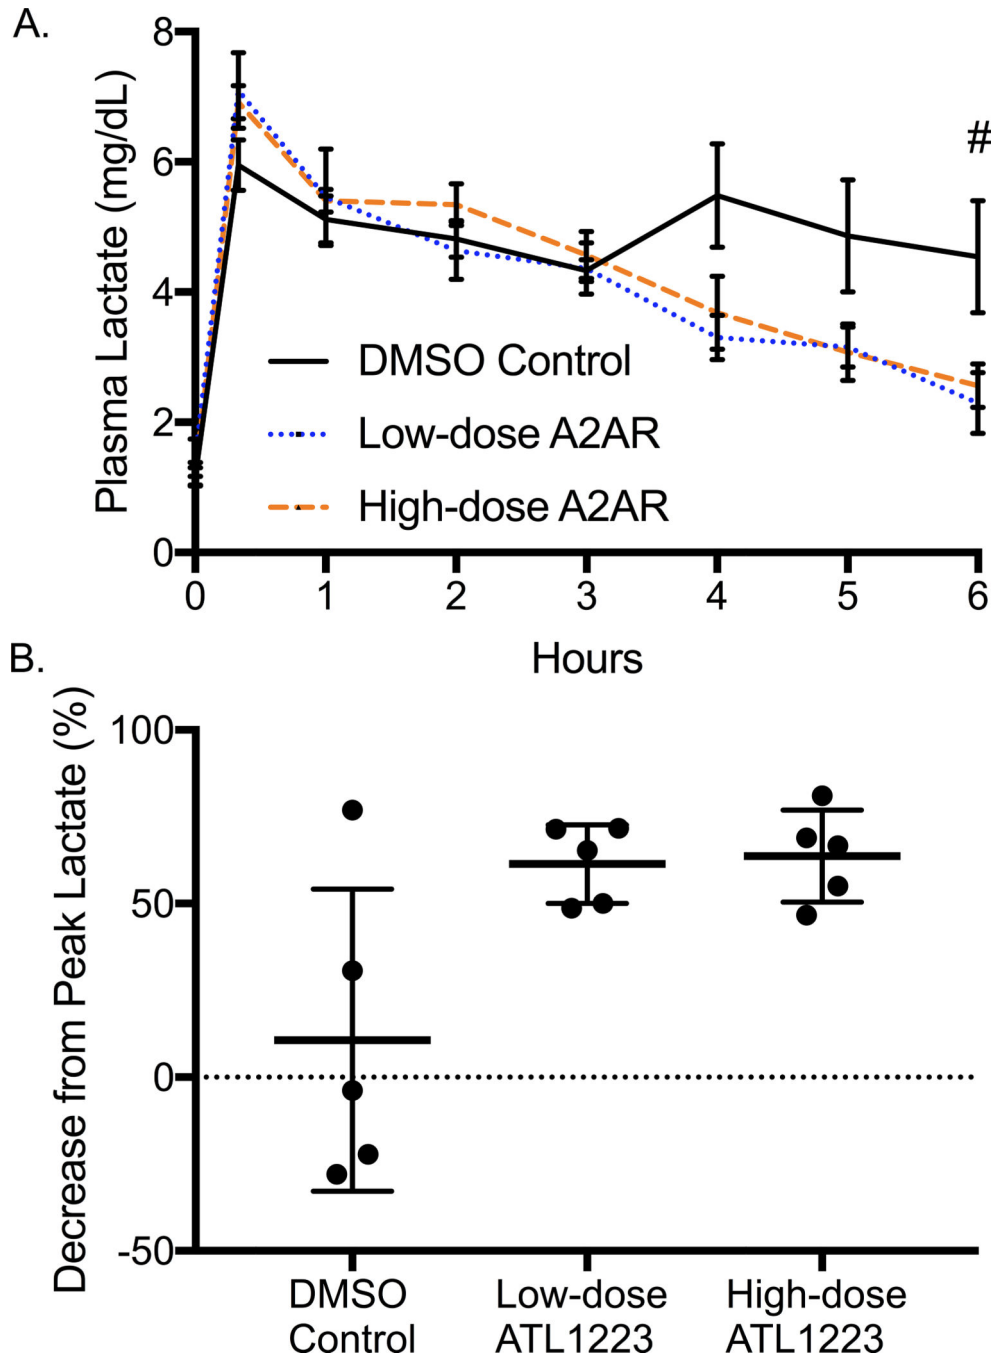 A.
Plasma Lactate (mg/dL)
8
6
4
2
0
#
DMSO Control
Low-dose A2AR
High-dose A2AR
0 1 2 3 4 5 6
Hours
B.
Decrease from Peak Lactate (%)
100
50
0
-50
DMSO
Control
Low-dose
ATL1223
High-dose
ATL1223